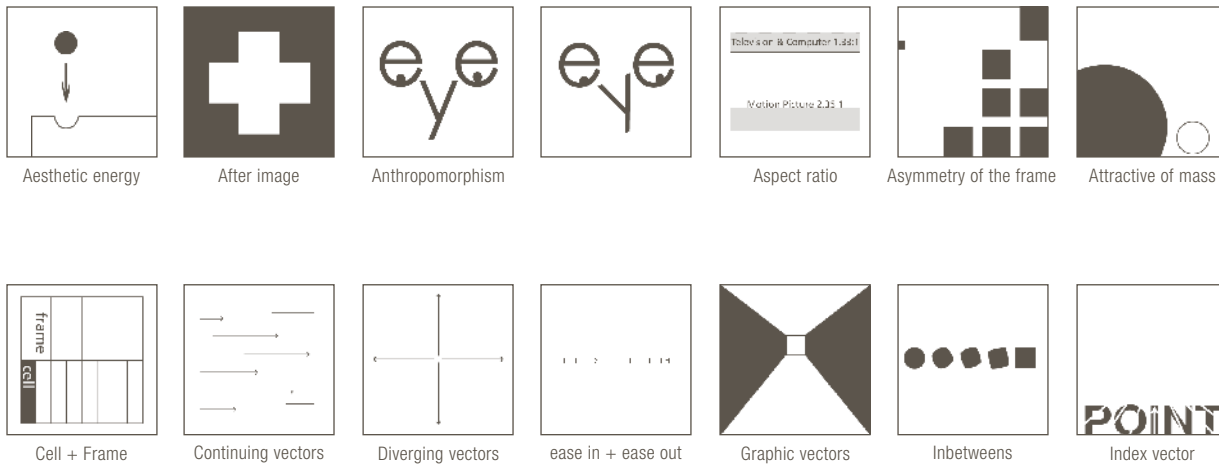 eye
eye
Television & Computer 1.33:1
Motion Picture 2.35:1
Aesthetic energy
After image
Anthropomorphism
Aspect ratio
Asymmetry of the frame
Attractive of mass
frame
cell
POiNT
Cell + Frame
Continuing vectors
Diverging vectors
ease in + ease out
Graphic vectors
Inbetweens
Index vector